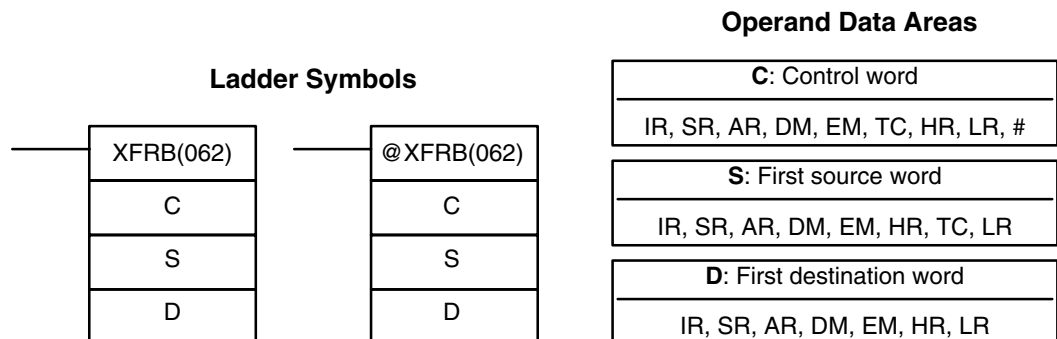 Ladder Symbols
XFRB(062)
C
S
D
@XFRB(062)
C
S
D
Operand Data Areas
C: Control word
IR, SR, AR, DM, EM, TC, HR, LR, #
S: First source word
IR, SR, AR, DM, EM, HR, TC, LR
D: First destination word
IR, SR, AR, DM, EM, HR, LR